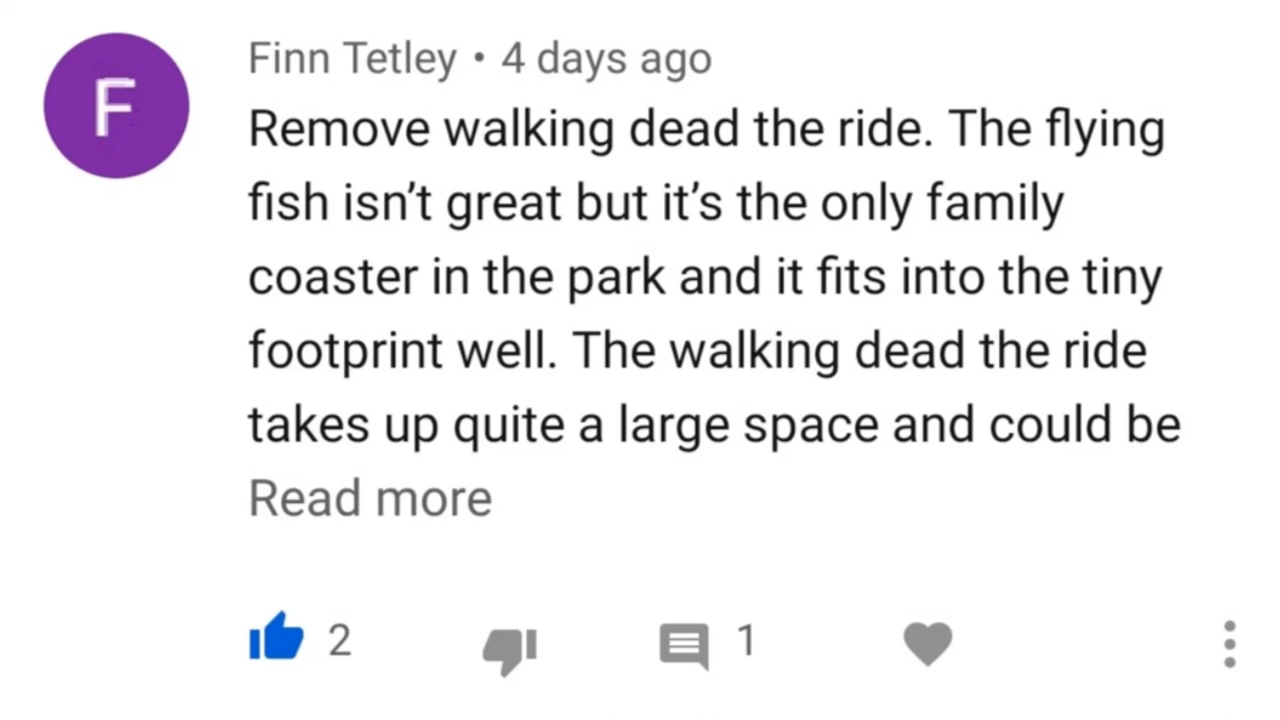 F
Finn Tetley • 4 days ago
Remove walking dead the ride. The flying
fish isn’t great but it’s the only family
coaster in the park and it fits into the tiny
footprint well. The walking dead the ride
takes up quite a large space and could be
Read more
2 1